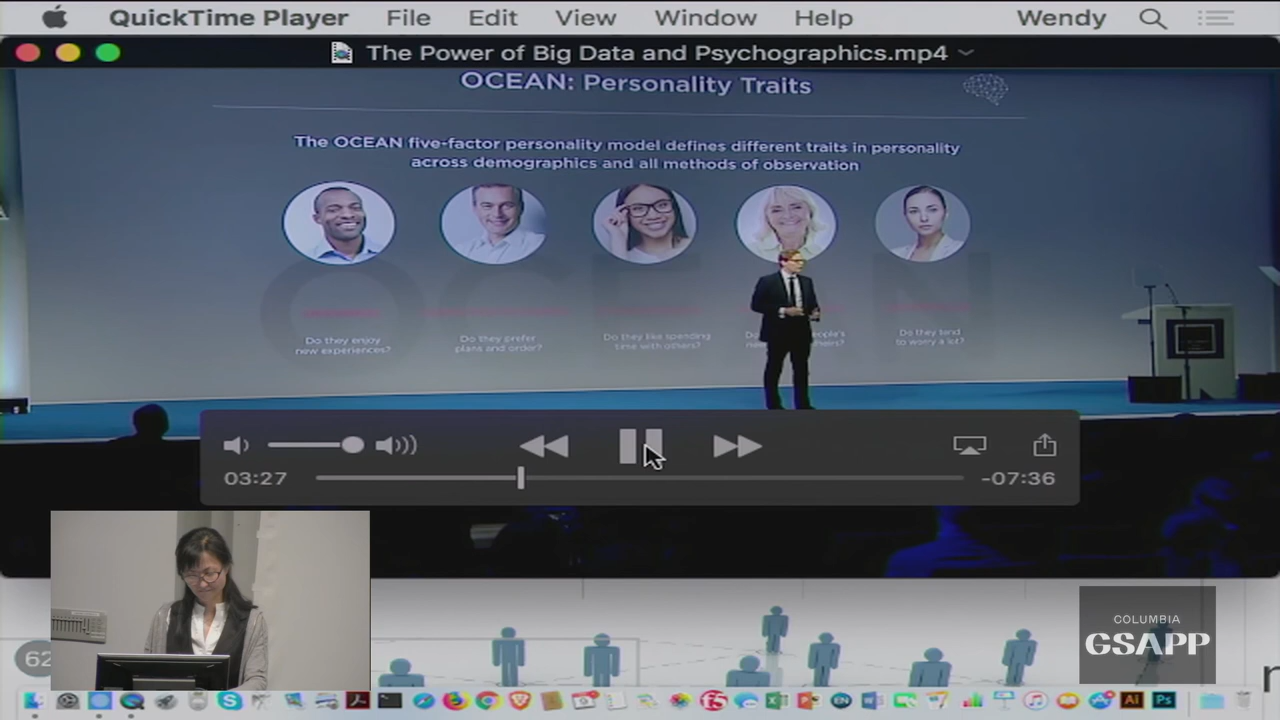 QuickTime Player File Edit View Window Help Wendy
The Power of Big Data and Psychographics.mp4
OCEAN: Personality Traits
The OCEAN five-factor personality model defines different traits in personality
across demographics and all methods of observation
OCE N
Do they enjoy
new experiences?
Do they prefer
plans and order?
Do they like spending
time with others?
Do they tend
to worry a lot?
03:27
-07:36
62
COLUMBIA
GSAPP